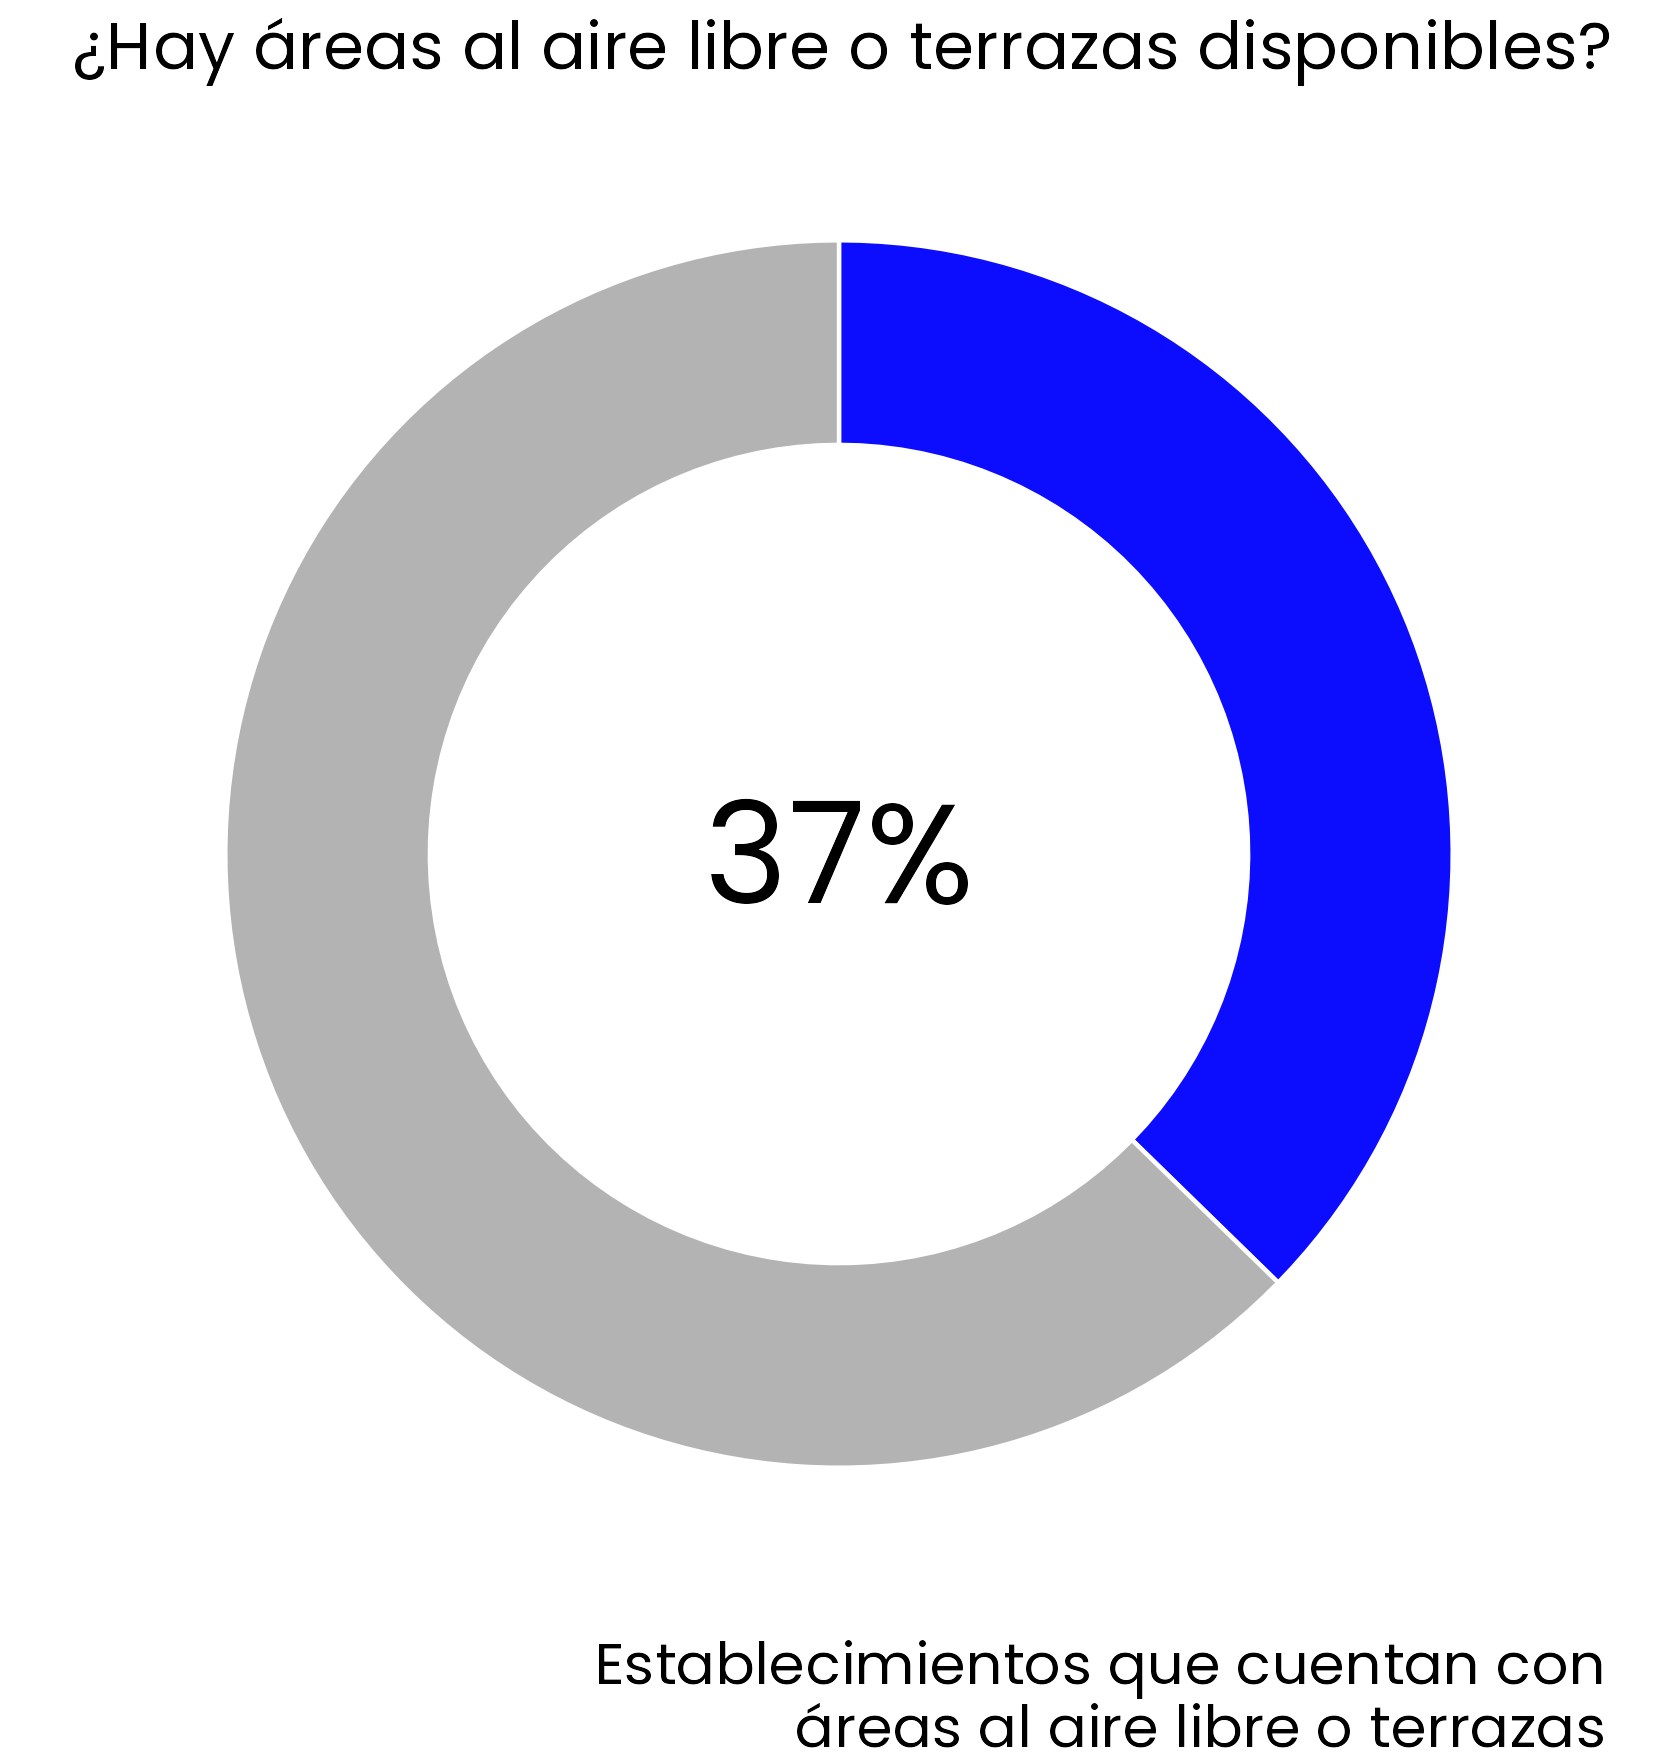 ¿Hay áreas al aire libre o terrazas disponibles?
37%
Establecimientos que cuentan con
áreas al aire libre o terrazas